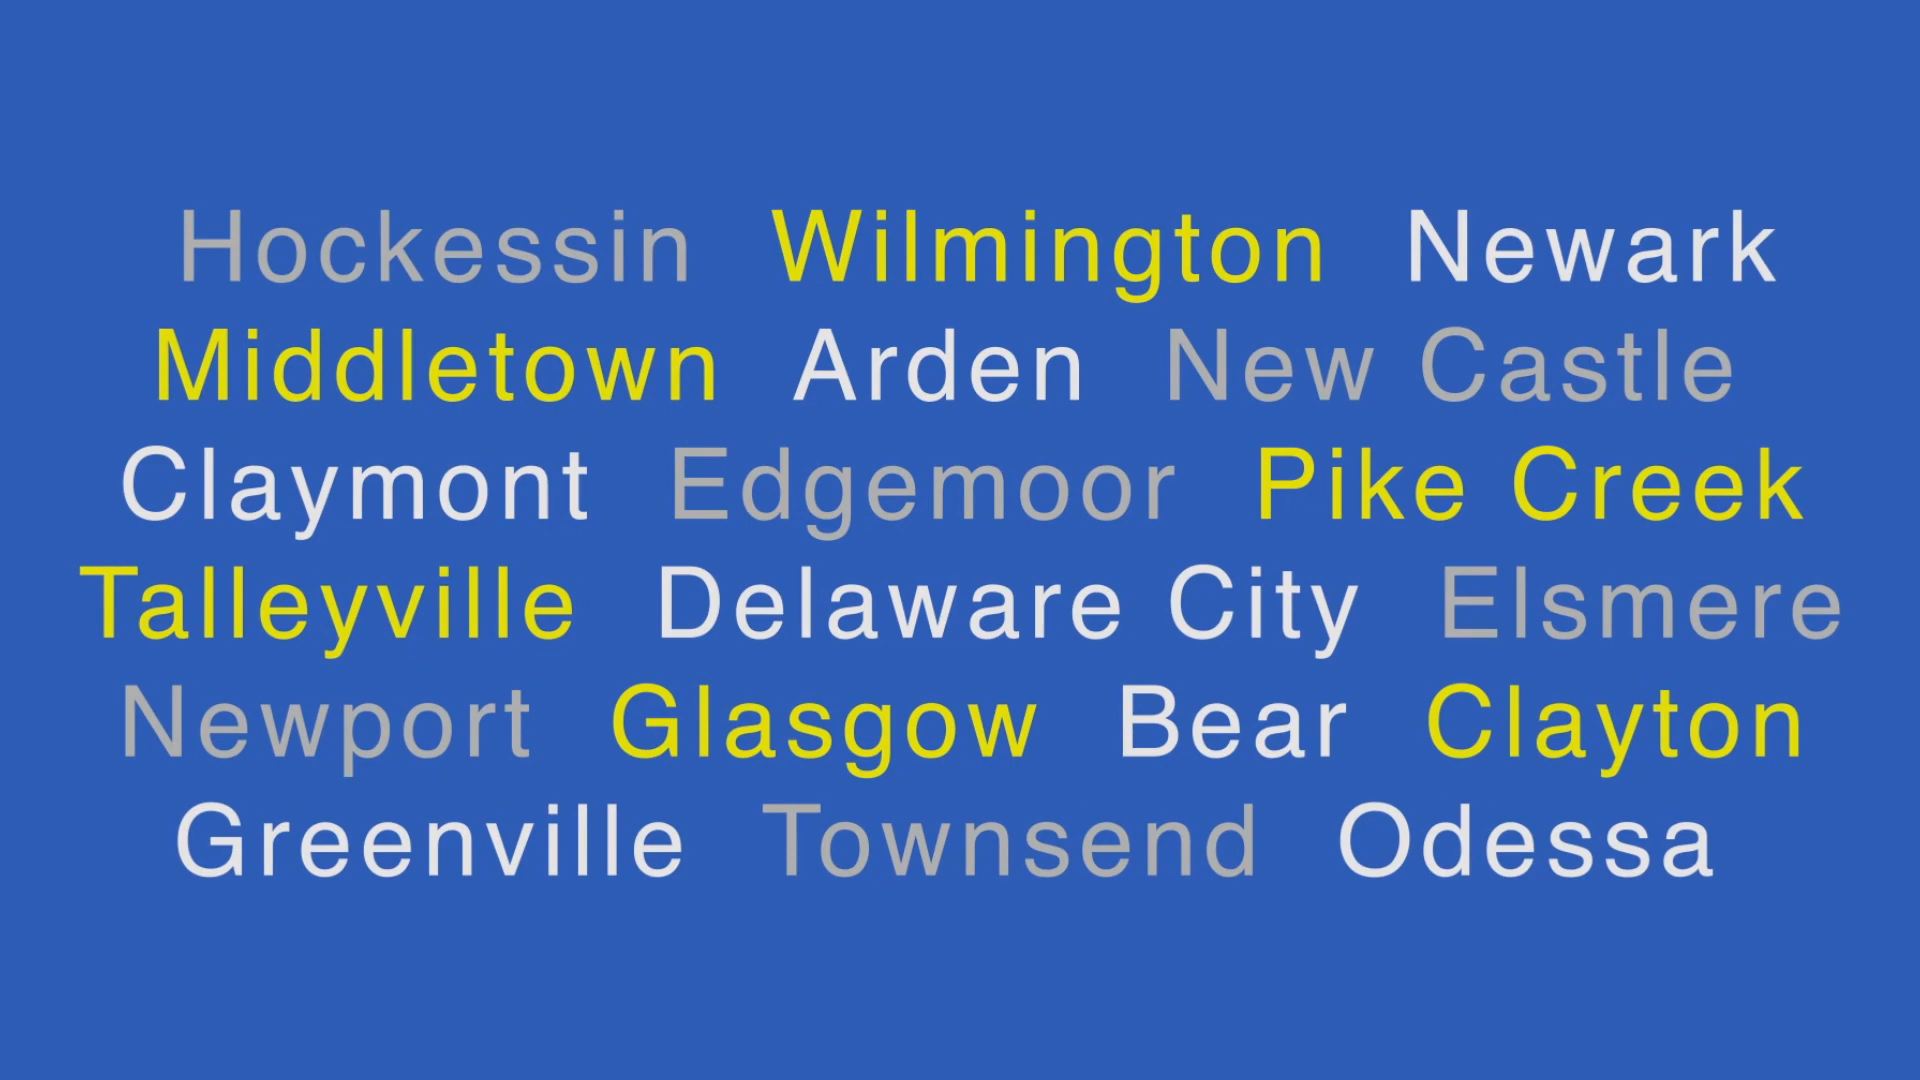 Hockessin Wilmington Newark
Middletown Arden New Castle
Claymont Edgemoor Pike Creek
Talleyville Delaware City Elsmere
Newport Glasgow Bear Clayton
Greenville Townsend Odessa